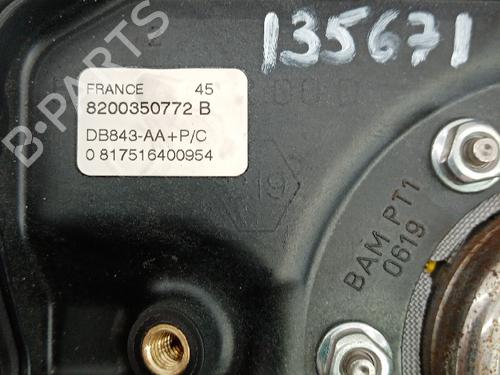 135671
FRANCE 45
8200350772 B
DB843-AA+P/C
0 817516400954
BAM PT1
0619
B-PARTS